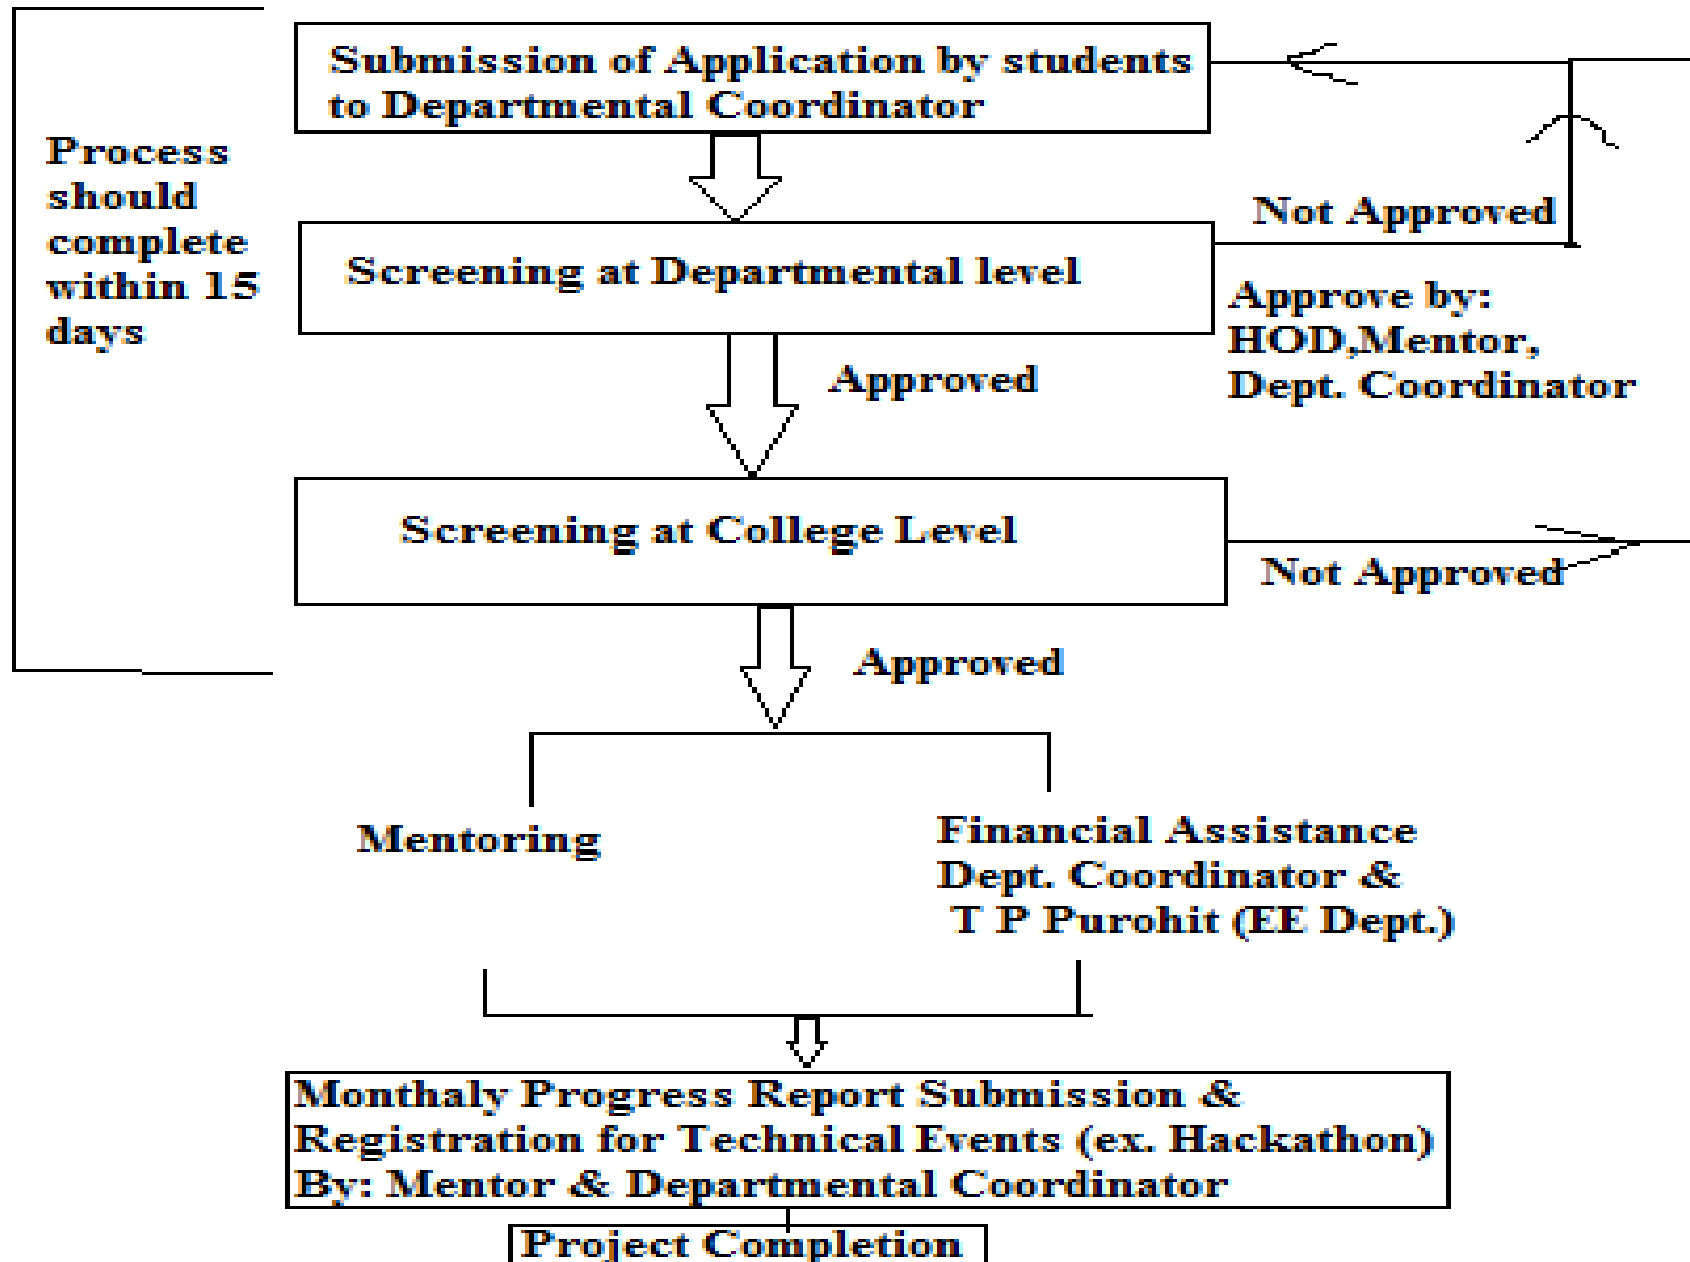 Submission of Application by students
to Departmental Coordinator
Process
should
complete
within 15
days
Not Approved
Screening at Departmental level
Approve by:
HOD,Mentor,
Dept. Coordinator
Approved
Screening at College Level
Not Approved
Approved
Mentoring
Financial Assistance
Dept. Coordinator &
T P Purohit (EE Dept.)
Monthaly Progress Report Submission &
Registration for Technical Events (ex. Hackathon)
By: Mentor & Departmental Coordinator
Project Completion